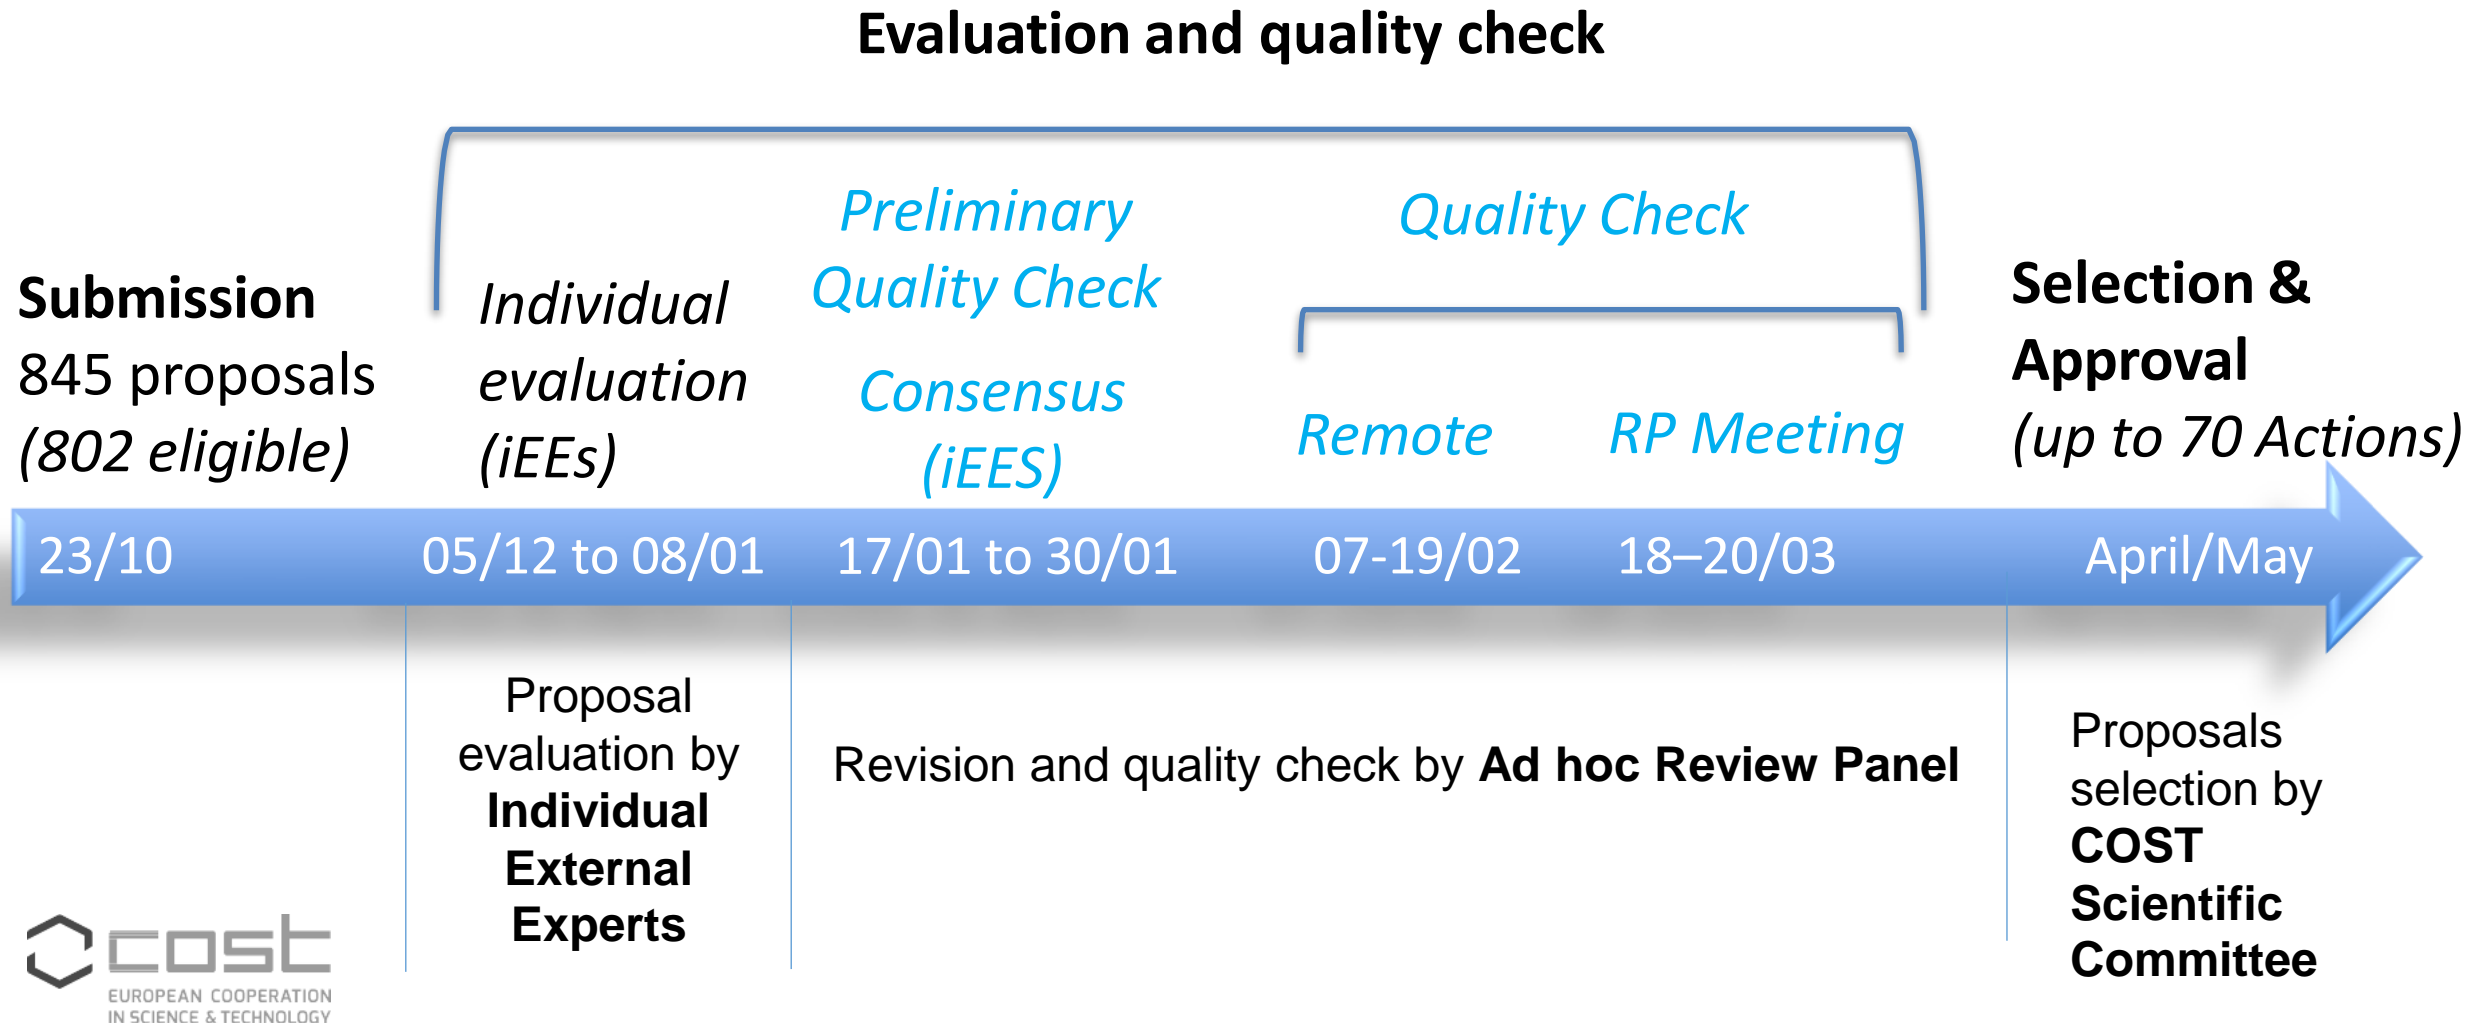 Evaluation and quality check
Submission
845 proposals
(802 eligible)
Individual
evaluation
(iEEs)
Preliminary
Quality Check
Consensus
(iEES)
Quality Check
Remote
RP Meeting
Selection &
Approval
(up to 70 Actions)
23/10
05/12 to 08/01
17/01 to 30/01
07-19/02
18–20/03
April/May
Proposal
evaluation by
Individual
External
Experts
Revision and quality check by Ad hoc Review Panel
Proposals
selection by
COST
Scientific
Committee
cost
EUROPEAN COOPERATION
IN SCIENCE & TECHNOLOGY